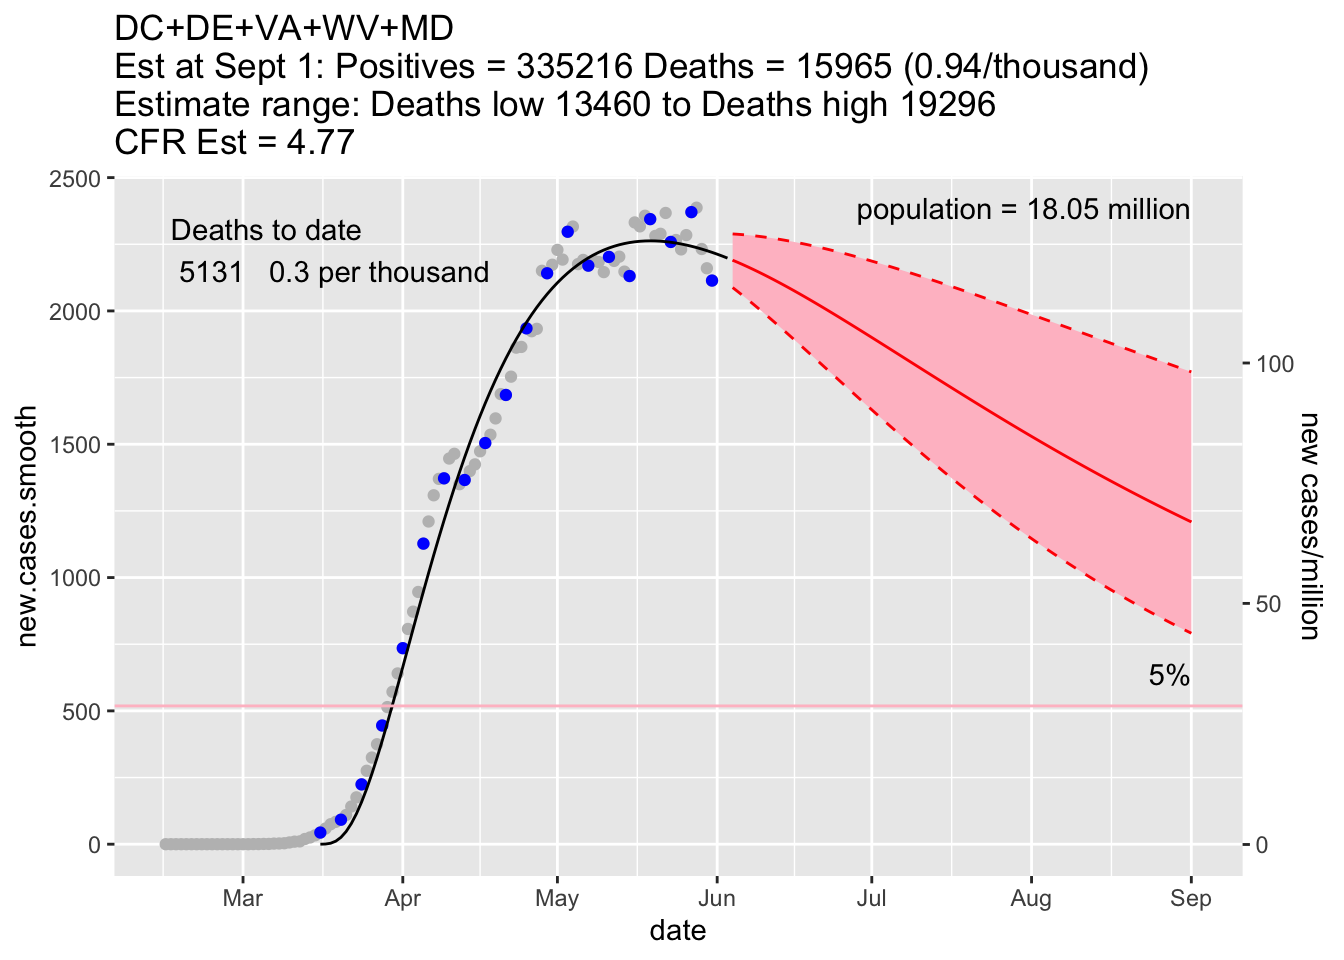 DC+DE+VA+WV+MD
Est at Sept 1: Positives = 335216 Deaths = 15965 (0.94/thousand)
Estimate range: Deaths low 13460 to Deaths high 19296
CFR Est = 4.77
2500
2000
1500
1000
500
0
new.cases.smooth
Deaths to date
5131 0.3 per thousand
population = 18.05 million
5%
100
50
0
new cases/million
Mar Apr May Jun Jul Aug Sep
date